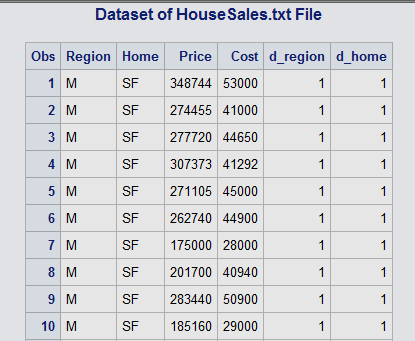 Dataset of HouseSales.txt File
Obs Region Home Price Cost d_region d_home
1 M SF 348744 53000 1 1
2 M SF 274455 41000 1 1
3 M SF 277720 44650 1 1
4 M SF 307373 41292 1 1
5 M SF 271105 45000 1 1
6 M SF 262740 44900 1 1
7 M SF 175000 28000 1 1
8 M SF 201700 40940 1 1
9 M SF 283440 50900 1 1
10 M SF 185160 29000 1 1